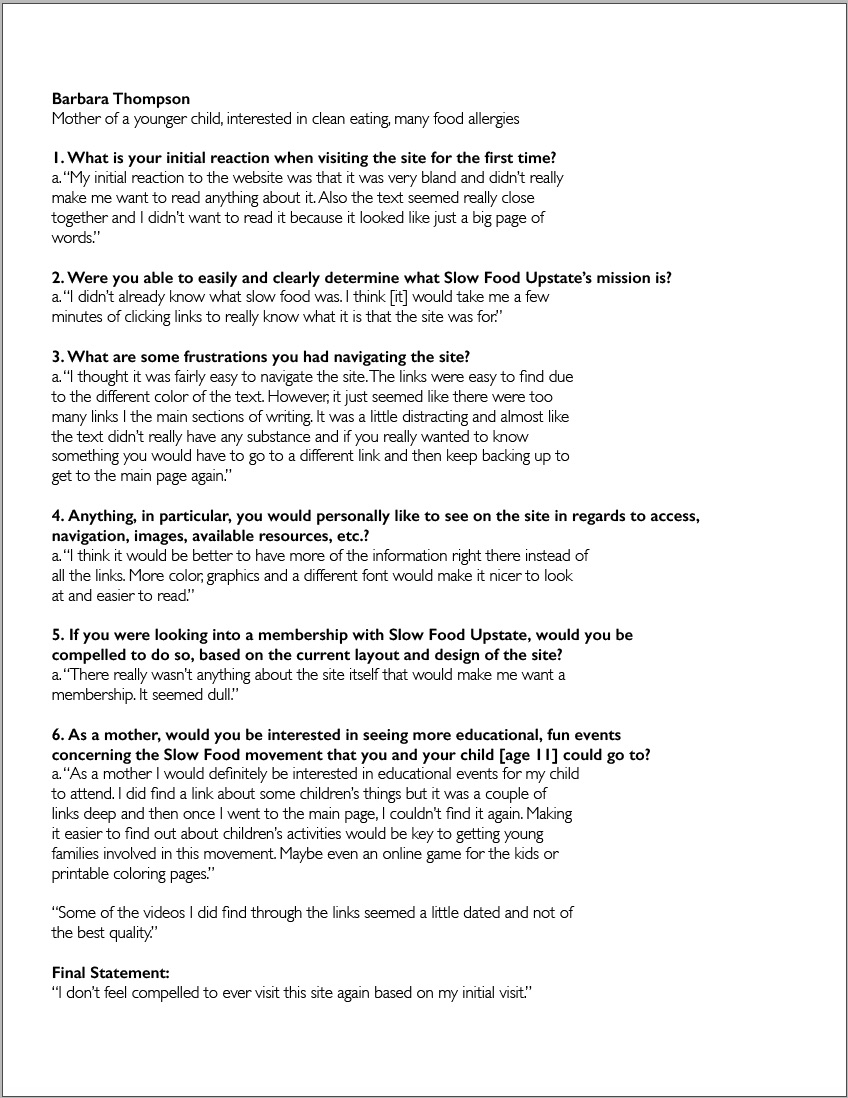 Barbara Thompson
Mother of a younger child, interested in clean eating, many food allergies
1. What is your initial reaction when visiting the site for the first time?
a. “My initial reaction to the website was that it was very bland and didn’t really
make me want to read anything about it. Also the text seemed really close
together and I didn’t want to read it because it looked like just a big page of
words.”
2. Were you able to easily and clearly determine what Slow Food Upstate’s mission is?
a. “I didn’t already know what slow food was. I think [it] would take me a few
minutes of clicking links to really know what it is that the site was for.”
3. What are some frustrations you had navigating the site?
a. “I thought it was fairly easy to navigate the site. The links were easy to find due
to the different color of the text. However, it just seemed like there were too
many links I the main sections of writing. It was a little distracting and almost like
the text didn’t really have any substance and if you really wanted to know
something you would have to go to a different link and then keep backing up to
get to the main page again.”
4. Anything, in particular, you would personally like to see on the site in regards to access,
navigation, images, available resources, etc.?
a. “I think it would be better to have more of the information right there instead of
all the links. More color, graphics and a different font would make it nicer to look
at and easier to read.”
5. If you were looking into a membership with Slow Food Upstate, would you be
compelled to do so, based on the current layout and design of the site?
a. “There really wasn’t anything about the site itself that would make me want a
membership. It seemed dull.”
6. As a mother, would you be interested in seeing more educational, fun events
concerning the Slow Food movement that you and your child [age 11] could go to?
a. “As a mother I would definitely be interested in educational events for my child
to attend. I did find a link about some children’s things but it was a couple of
links deep and then once I went to the main page, I couldn’t find it again. Making
it easier to find out about children’s activities would be key to getting young
families involved in this movement. Maybe even an online game for the kids or
printable coloring pages.”
“Some of the videos I did find through the links seemed a little dated and not of
the best quality.”
Final Statement:
“I don’t feel compelled to ever visit this site again based on my initial visit.”